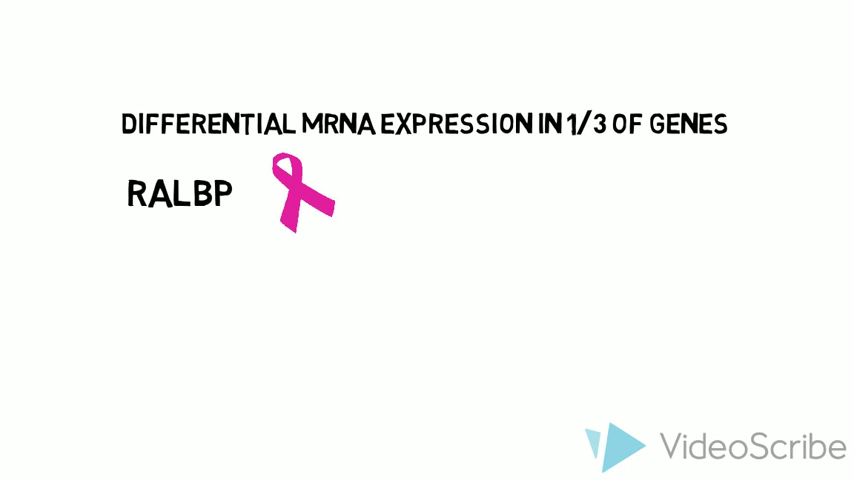 DIFFERENTIAL MRNA EXPRESSION IN 1/3 OF GENES
RALBP
VideoScribe